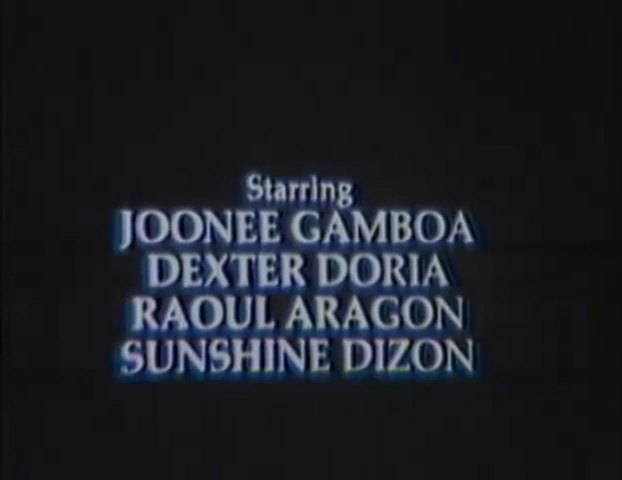 Starring
JOONEE GAMBOA
DEXTER DORIA
RAOUL ARAGON
SUNSHINE DIZON